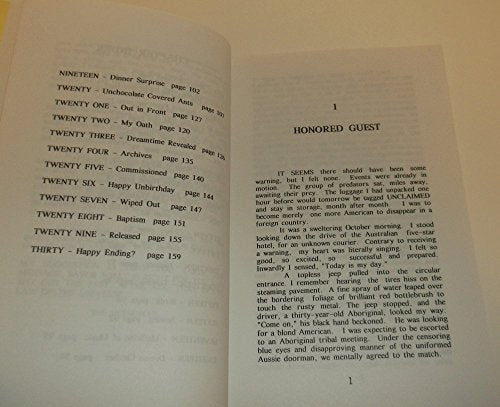 NINETEEN - Dinner Surprise page 102
TWENTY - Unchocolate Covered Ants page 107
TWENTY ONE - Out in Front page 127
TWENTY TWO - My Oath page 120
TWENTY THREE - Dreamtime Revealed page 126
TWENTY FOUR - Archives page 135
TWENTY FIVE - Commissioned page 140
TWENTY SIX - Happy Unbirthday page 144
TWENTY SEVEN - Wiped Out page 147
TWENTY EIGHT - Baptism page 151
TWENTY NINE - Released page 155
THIRTY - Happy Ending? page 159
1
HONORED GUEST
IT SEEMS there should have been some
warning, but I felt none. Events were already in
motion. The group of predators sat, miles away,
awaiting their prey. The luggage I had unpacked one
hour before would tomorrow be tagged UNCLAIMED
and stay in storage, month after month. I was to
become merely one more American to disappear in a
foreign country.
It was a sweltering October morning. I stood
looking down the drive of the Australian five-star
hotel, for an unknown courier. Contrary to receiving
a warning, my heart was literally singing. I felt so
good, so excited, so successful and prepared.
Inwardly I sensed, "Today is my day."
A topless jeep pulled into the circular
entrance. I remember hearing the tires hiss on the
steaming pavement. A fine spray of water leaped over
the bordering foliage of brilliant red bottlebrush to
touch the rusty metal. The jeep stopped, and the
driver, a thirty-year-old Aboriginal, looked my way.
"Come on," his black hand beckoned. He was looking
for a blond American. I was expecting to be escorted
to an Aboriginal tribal meeting. Under the censoring
blue eyes and disapproving manner of the uniformed
Aussie doorman, we mentally agreed to the match.
1